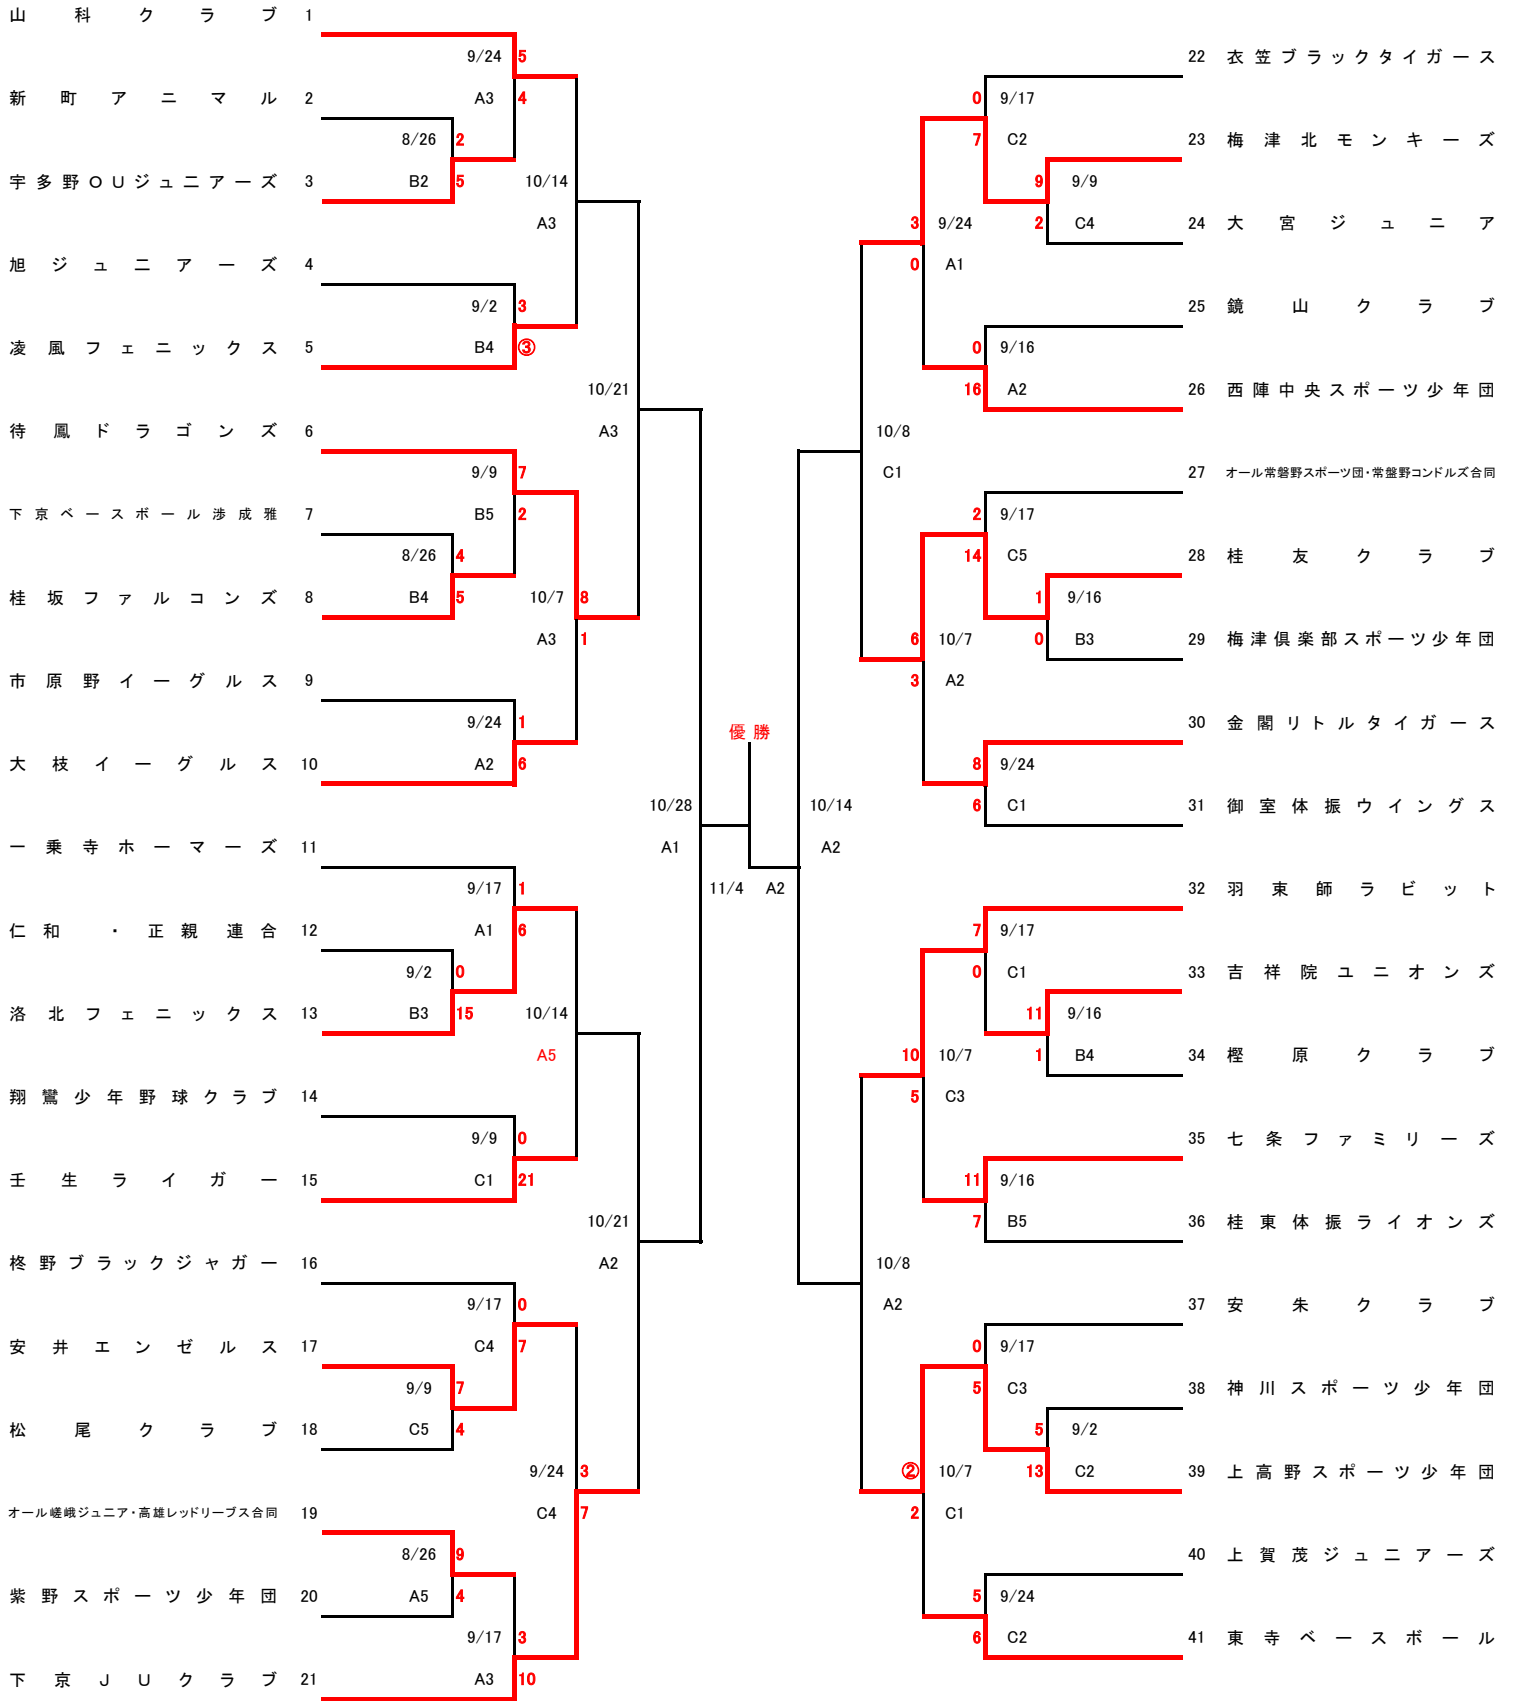 山科クラブ 1
9/24 5
新町アニマル 2
A3 4
8/26 2
宇多野OUジュニアーズ 3
B2 5
10/14
A3
旭ジュニアーズ 4
9/2 3
凌風フェニックス 5
B4 ③
10/21
A3
待鳳ドラゴンズ 6
9/9 7
下京ベースボール渉成雅 7
B5 2
8/26 4
桂坂ファルコンズ 8
B4 5
10/7 8
A3 1
市原野イーグルス 9
9/24 1
大枝イーグルス 10
A2 6
10/28
A1
一乗寺ホーマーズ 11
9/17 1
仁和・正親連合 12
A1 6
9/2 0
洛北フェニックス 13
B3 15
10/14
A5
翔鸞少年野球クラブ 14
9/9 0
壬生ライガー 15
C1 21
10/21
A2
柊野ブラックジャガー 16
9/17 0
安井エンゼルス 17
C4 7
9/9 7
松尾クラブ 18
C5 4
9/24 3
C4 7
オール嵯峨ジュニア・高雄レッドリーブス合同 19
8/26 9
紫野スポーツ少年団 20
A5 4
9/17 3
下京JUクラブ 21
A3 10
優勝
11/4 A2
22 衣笠ブラックタイガース
0 9/17
7 C2
23 梅津北モンキーズ
9 9/9
2 C4
24 大宮ジュニア
3 9/24
0 A1
25 鏡山クラブ
0 9/16
16 A2
26 西陣中央スポーツ少年団
10/8
C1
27 オール常磐野スポーツ団・常盤野コンドルズ合同
2 9/17
14 C5
28 桂友クラブ
1 9/16
0 B3
29 梅津倶楽部スポーツ少年団
6 10/7
3 A2
30 金閣リトルタイガース
8 9/24
6 C1
31 御室体振ウイングス
10/14
A2
32 羽束師ラビット
7 9/17
0 C1
33 吉祥院ユニオンズ
11 9/16
1 B4
34 樫原クラブ
10 10/7
5 C3
35 七条ファミリーズ
11 9/16
7 B5
36 桂東体振ライオンズ
10/8
A2
37 安朱クラブ
0 9/17
5 C3
38 神川スポーツ少年団
5 9/2
13 C2
39 上高野スポーツ少年団
② 10/7
2 C1
40 上賀茂ジュニアーズ
5 9/24
6 C2
41 東寺ベースボール